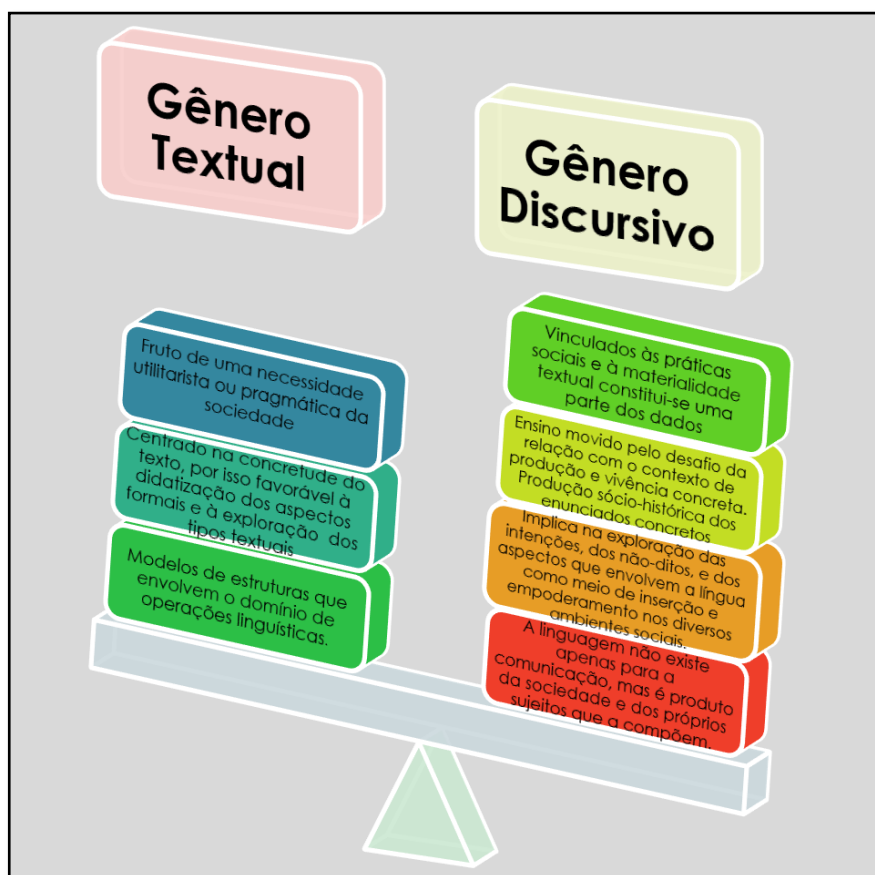 Gênero
Textual
Fruto de uma necessidade
utilitarista ou pragmática da
sociedade
Centrado na concretude do
texto, por isso favorável à
didatização dos aspectos
formais e à exploração dos
tipos textuais
Modelos de estruturas que
envolvem o domínio de
operações linguísticas.
Gênero
Discursivo
Vinculados às práticas
sociais e à materialidade
textual constitui-se uma
parte dos dados
Ensino movido pelo desafio da
relação com o contexto de
produção e vivência concreta.
Produção sócio-histórica dos
enunciados concretos
Implica na exploração das
intenções, dos não-ditos, e dos
aspectos que envolvem a língua
como meio de inserção e
empoderamento nos diversos
ambientes sociais.
A linguagem não existe
apenas para a
comunicação, mas é produto
da sociedade e dos próprios
sujeitos que a compõem.